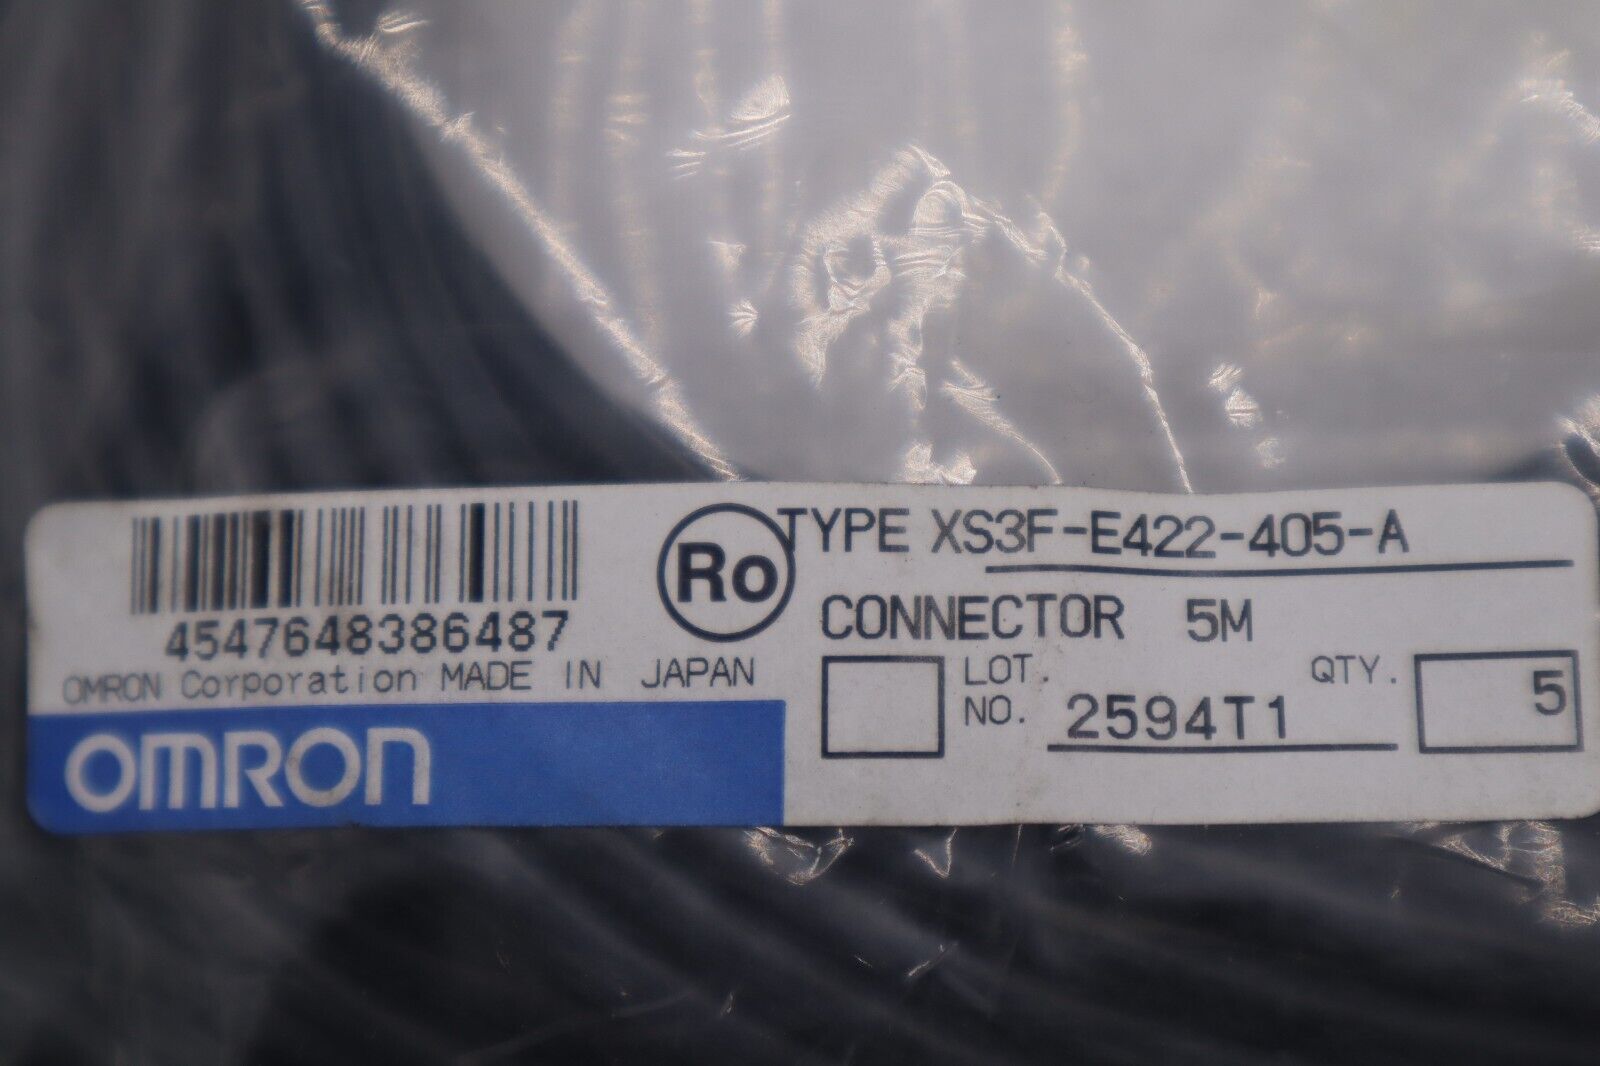 4547648386487
OMRON Corporation MADE IN JAPAN
OMRON
Ro
TYPE XS3F-E422-405-A
CONNECTOR 5M
LOT. NO. 2594T1 QTY. 5